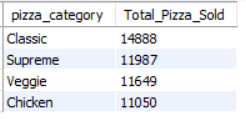 pizza_category Total_Pizza_Sold
Classic 14888
Supreme 11987
Veggie 11649
Chicken 11050